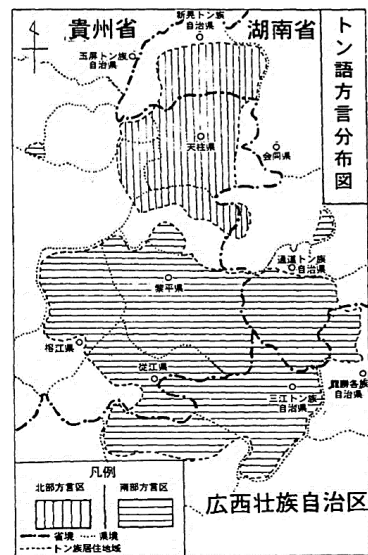 トン語方言分布図
貴州省
湖南省
新晃トン族
自治県
玉屏トン族
自治県
天柱県
会同県
通道トン族
自治県
黎平県
榕江県
従江県
三江トン族
自治県
龍勝各族
自治県
広西壮族自治区
凡例
北部方言区
南部方言区
省境
県境
トン族居住地域